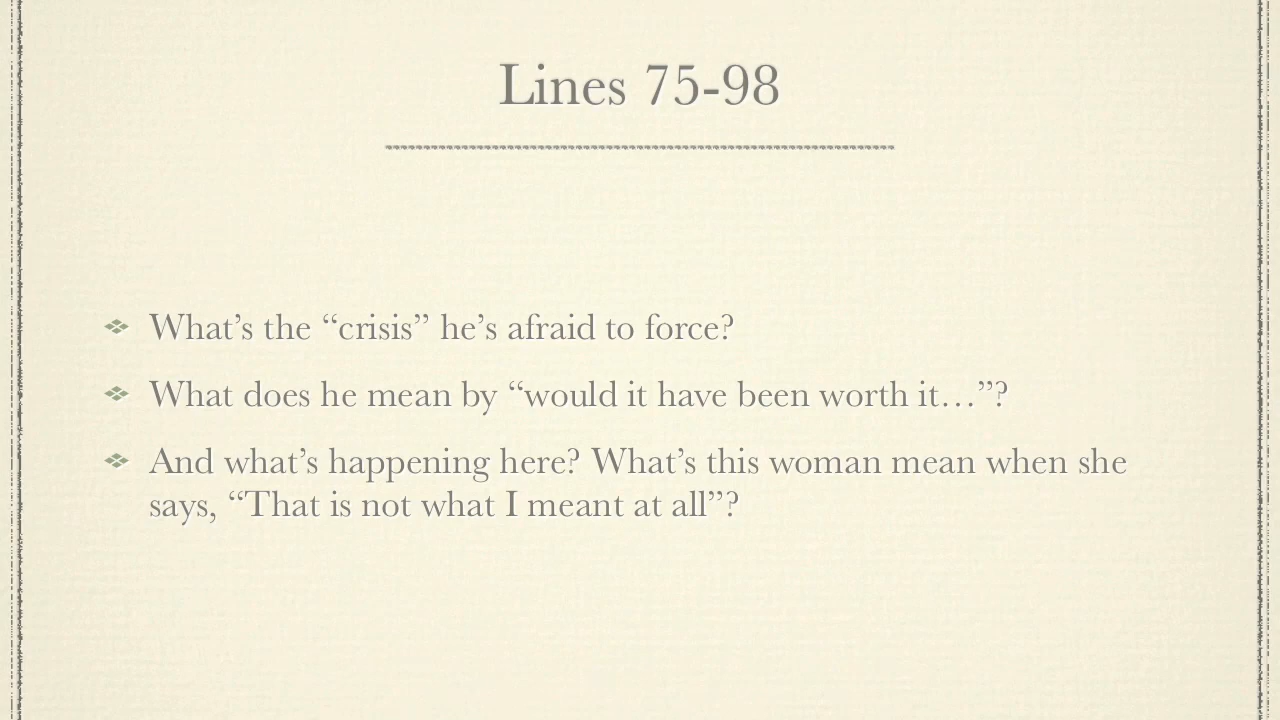 Lines 75-98
What’s the “crisis” he’s afraid to force?
What does he mean by “would it have been worth it…”?
And what’s happening here? What’s this woman mean when she
says, “That is not what I meant at all”?